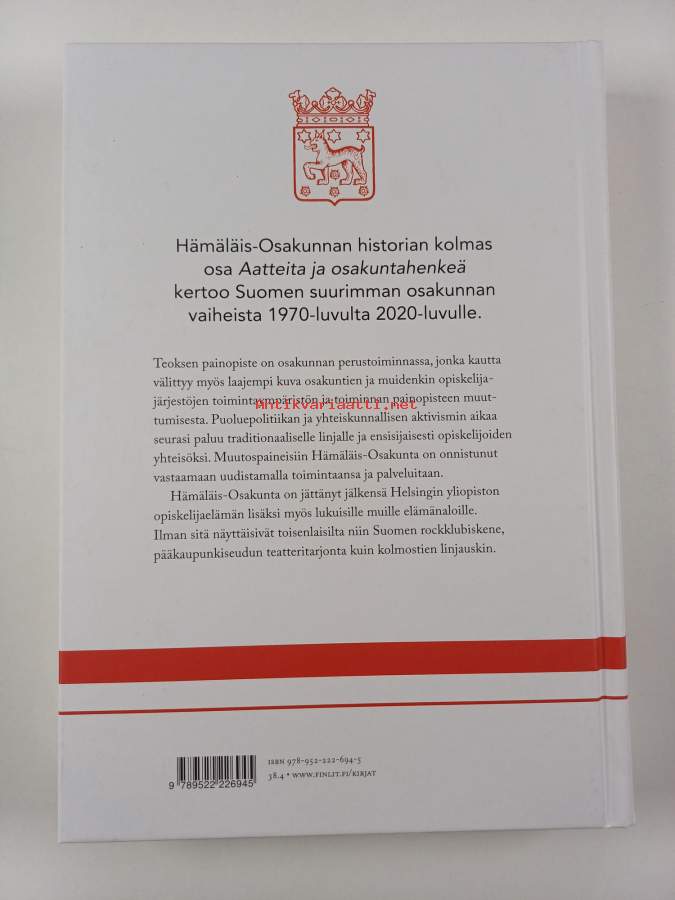 Hämäläis-Osakunnan historian kolmas
osa Aatteita ja osakuntahenkeä
kertoo Suomen suurimman osakunnan
vaiheista 1970-luvulta 2020-luvulle.
Teoksen painopiste on osakunnan perustoiminnassa, jonka kautta
välittyy myös laajempi kuva osakuntien ja muidenkin opiskelija-
järjestöjen toimintaympäristön ja toiminnan painopisteen muut-
Antikvariaatti.net
tumisesta. Puoluepolitiikan ja yhteiskunnallisen aktivismin aikaa
seurasi paluu traditionaaliselle linjalle ja ensisijaisesti opiskelijoiden
yhteisöksi. Muutospaineisiin Hämäläis-Osakunta on onnistunut
vastaamaan uudistamalla toimintaansa ja palveluitaan.
Hämäläis-Osakunta on jättänyt jälkensä Helsingin yliopiston
opiskelijaelämän lisäksi myös lukuisille muille elämänaloille.
Ilman sitä näyttäisivät toisenlaisilta niin Suomen rockklubiskene,
pääkaupunkiseudun teatteritarjonta kuin kolmostien linjauskin.
ISBN 978-952-222-694-5
38.4 • WWW.FINLIT.FI/KIRJAT
9 789522 226945